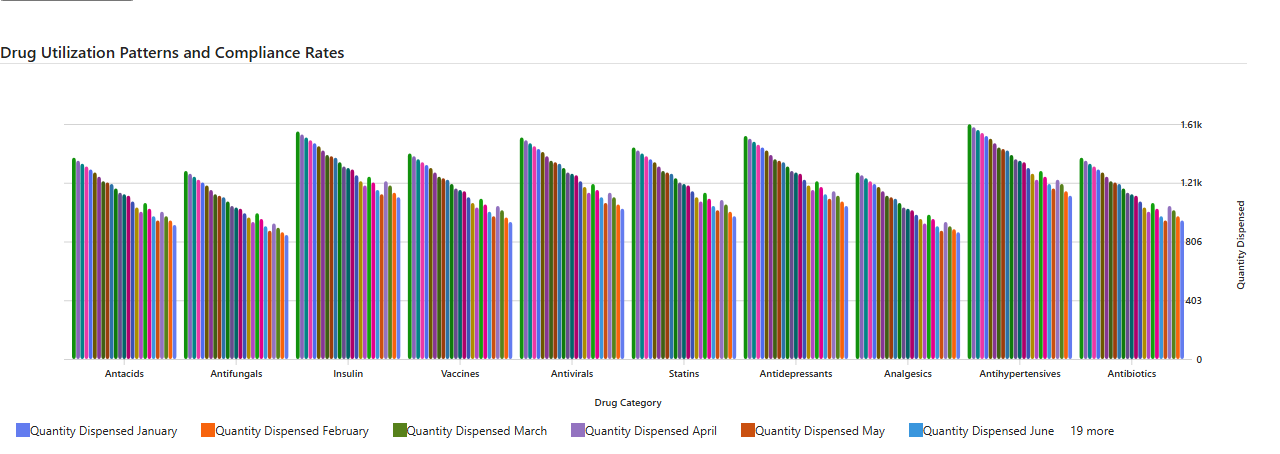 Drug Utilization Patterns and Compliance Rates
1.61k
1.21k
806
403
0
Quantity Dispensed
Antacids Antifungals Insulin Vaccines Antivirals Statins Antidepressants Analgesics Antihypertensives Antibiotics
Drug Category
Quantity Dispensed January Quantity Dispensed February Quantity Dispensed March Quantity Dispensed April Quantity Dispensed May Quantity Dispensed June 19 more